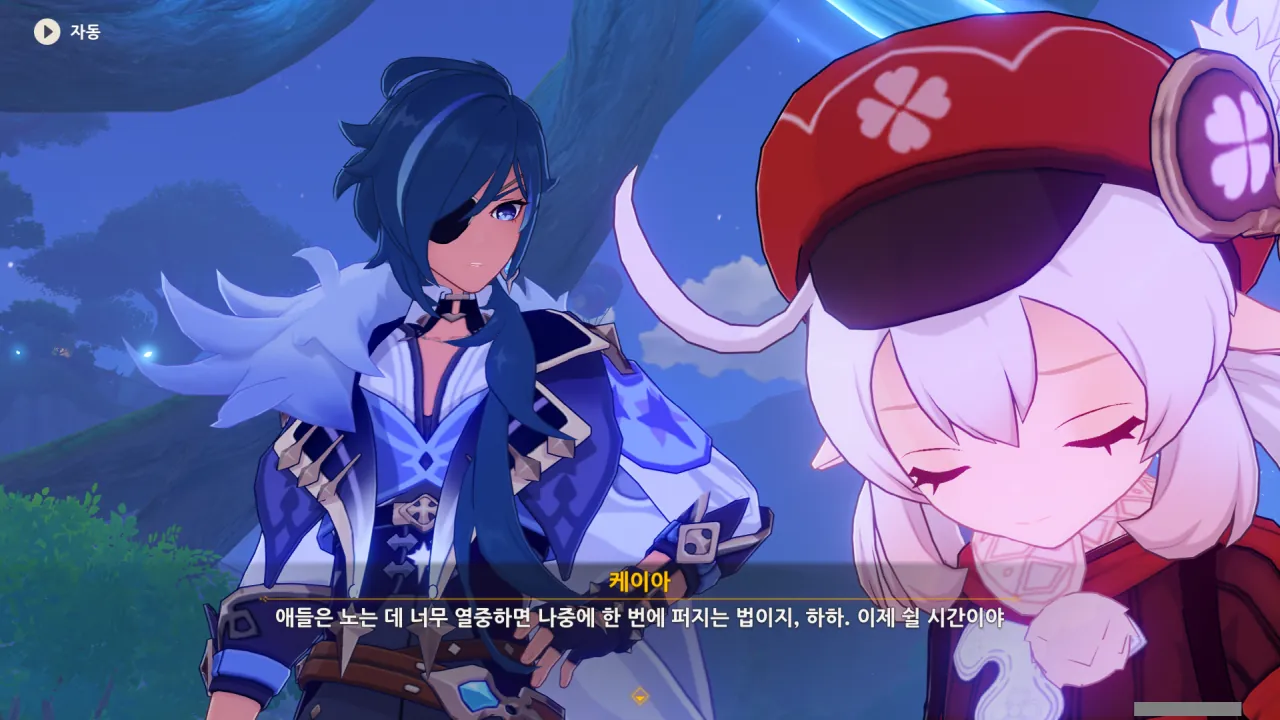 자동
케이아
애들은 노는 데 너무 열중하면 나중에 한 번에 퍼지는 법이지, 하하. 이제 쉴 시간이야